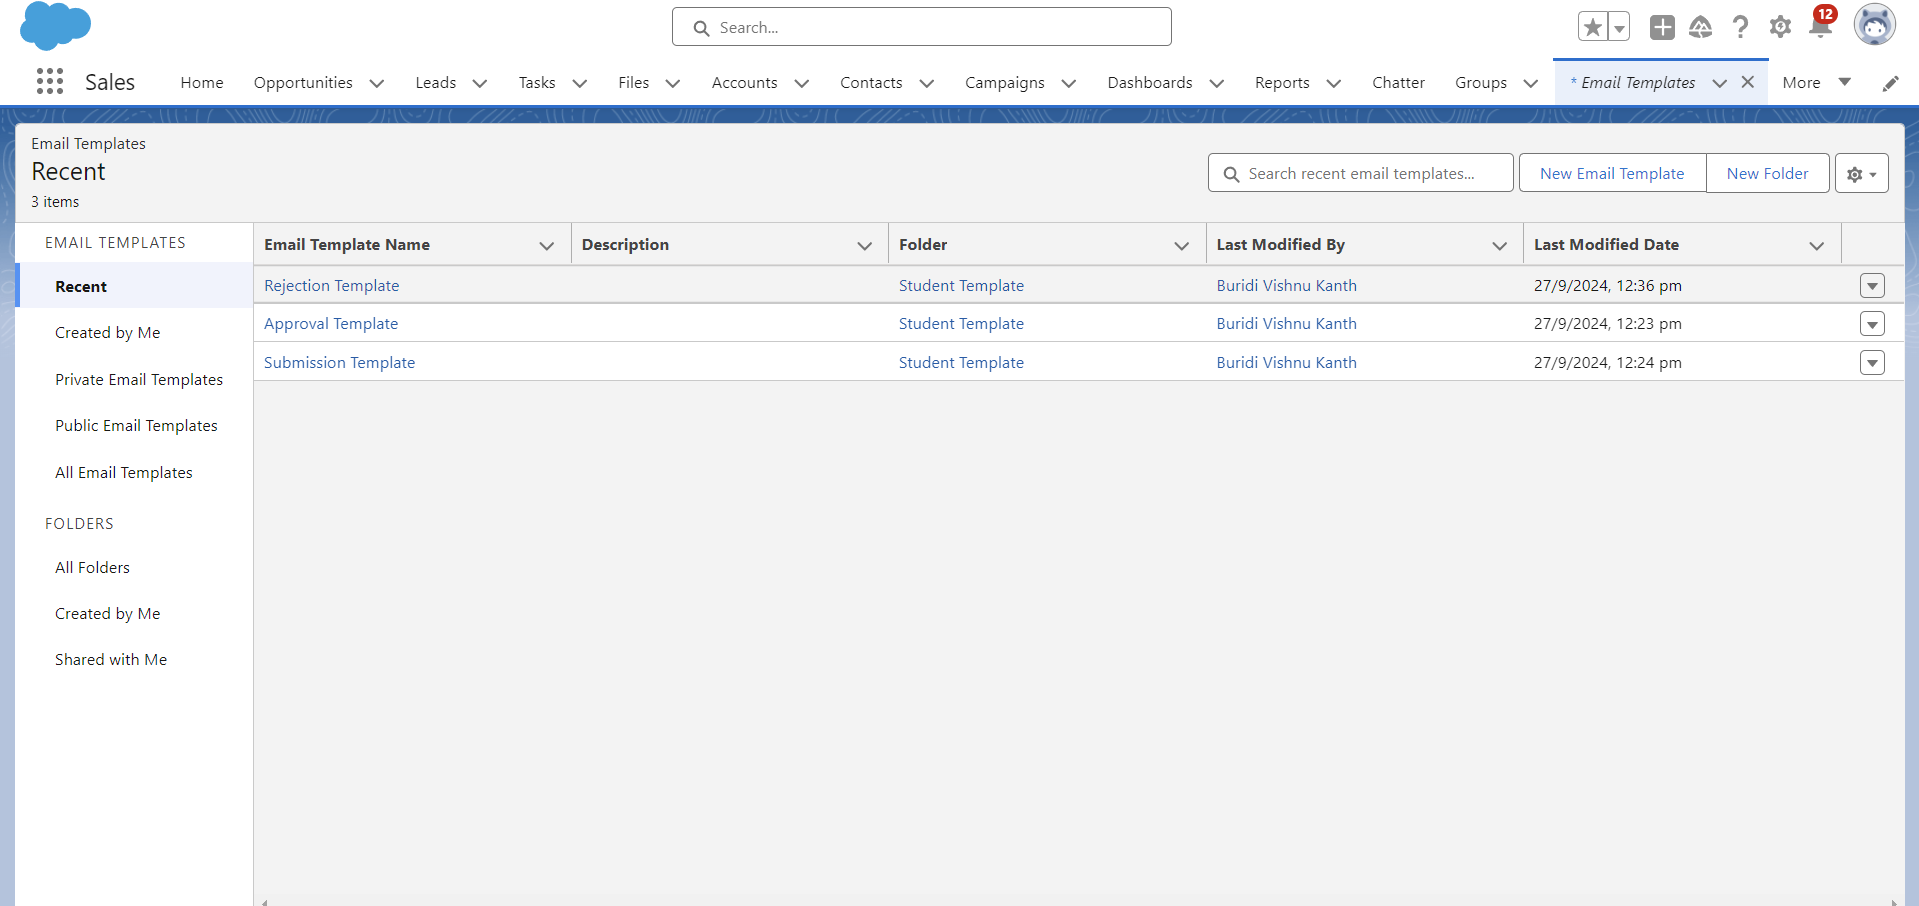 Search...
12
Sales Home Opportunities Leads Tasks Files Accounts Contacts Campaigns Dashboards Reports Chatter Groups * Email Templates More
Email Templates
Recent
3 items
Search recent email templates...
New Email Template
New Folder
EMAIL TEMPLATES
Recent
Created by Me
Private Email Templates
Public Email Templates
All Email Templates
FOLDERS
All Folders
Created by Me
Shared with Me
Email Template Name Description Folder Last Modified By Last Modified Date
Rejection Template Student Template Buridi Vishnu Kanth 27/9/2024, 12:36 pm
Approval Template Student Template Buridi Vishnu Kanth 27/9/2024, 12:23 pm
Submission Template Student Template Buridi Vishnu Kanth 27/9/2024, 12:24 pm